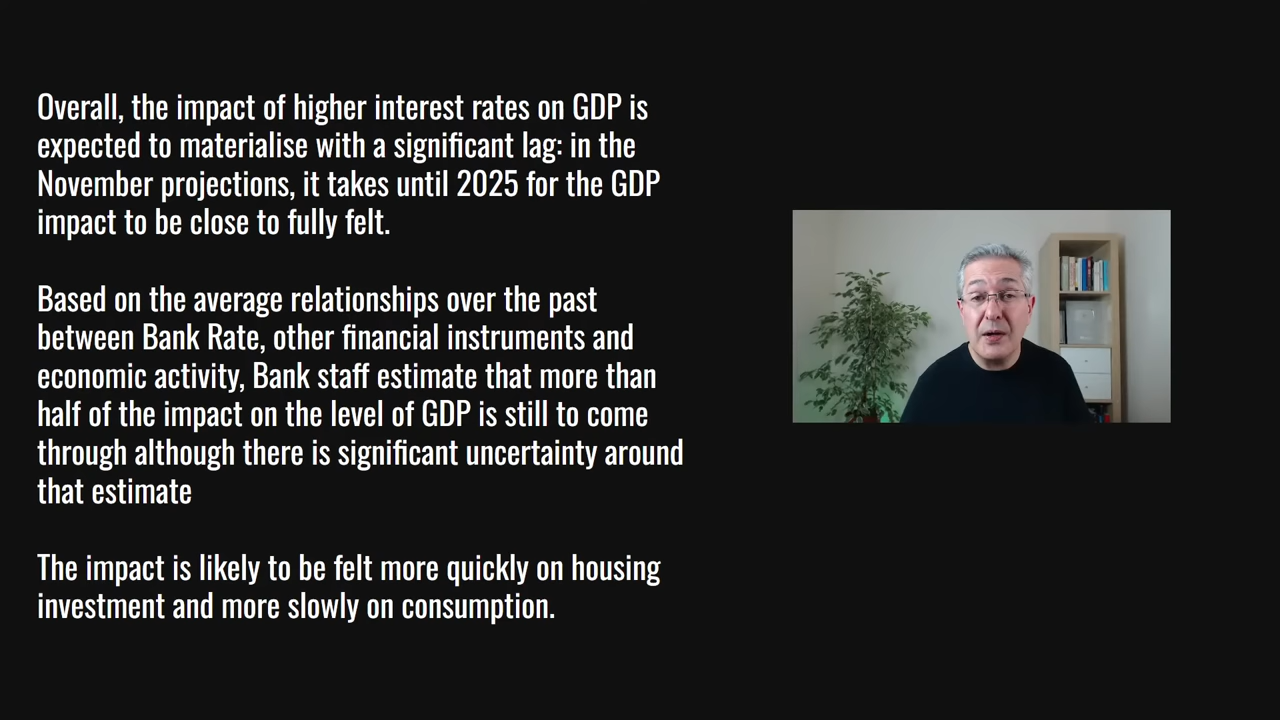 Overall, the impact of higher interest rates on GDP is
expected to materialise with a significant lag: in the
November projections, it takes until 2025 for the GDP
impact to be close to fully felt.
Based on the average relationships over the past
between Bank Rate, other financial instruments and
economic activity, Bank staff estimate that more than
half of the impact on the level of GDP is still to come
through although there is significant uncertainty around
that estimate
The impact is likely to be felt more quickly on housing
investment and more slowly on consumption.